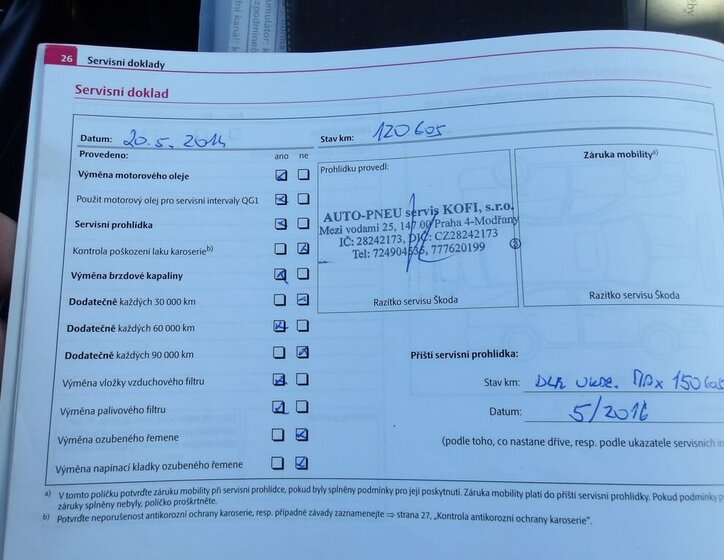 26 Servisní doklady
Servisní doklad
Datum: 20.5.2014 Stav km: 120605
Provedeno: ano ne
Výměna motorového oleje
Použit motorový olej pro servisní intervaly QG1
Servisní prohlídka
Kontrola poškození laku karoserie b)
Výměna brzdové kapaliny
Dodatečně každých 30 000 km
Dodatečně každých 60 000 km
Dodatečně každých 90 000 km
Výměna vložky vzduchového filtru
Výměna palivového filtru
Výměna ozubeného řemene
Výměna napínací kladky ozubeného řemene
Prohlídku provedl:
AUTO-PNEU servis KOFI, s.r.o.
Mezi vodami 25, 147 00 Praha 4-Modřany
IČ: 28242173, DIČ: CZ28242173
Tel: 724904535, 777620199
3
Razítko servisu Škoda
Záruka mobility a)
Razítko servisu Škoda
Příští servisní prohlídka:
Stav km: DLE UKAZ. MAX 150605
Datum: 5/2016
(podle toho, co nastane dříve, resp. podle ukazatele servisních
a) V tomto políčku potvrďte záruku mobility při servisní prohlídce, pokud byly splněny podmínky pro její poskytnutí. Záruka mobility platí do příští servisní prohlídky. Pokud podmínky
záruky splněny nebyly, políčko proškrtněte.
b) Potvrďte neporušenost antikorozní ochrany karoserie, resp. případné závady zaznamenejte ⇒ strana 27, „Kontrola antikorozní ochrany karoserie“.